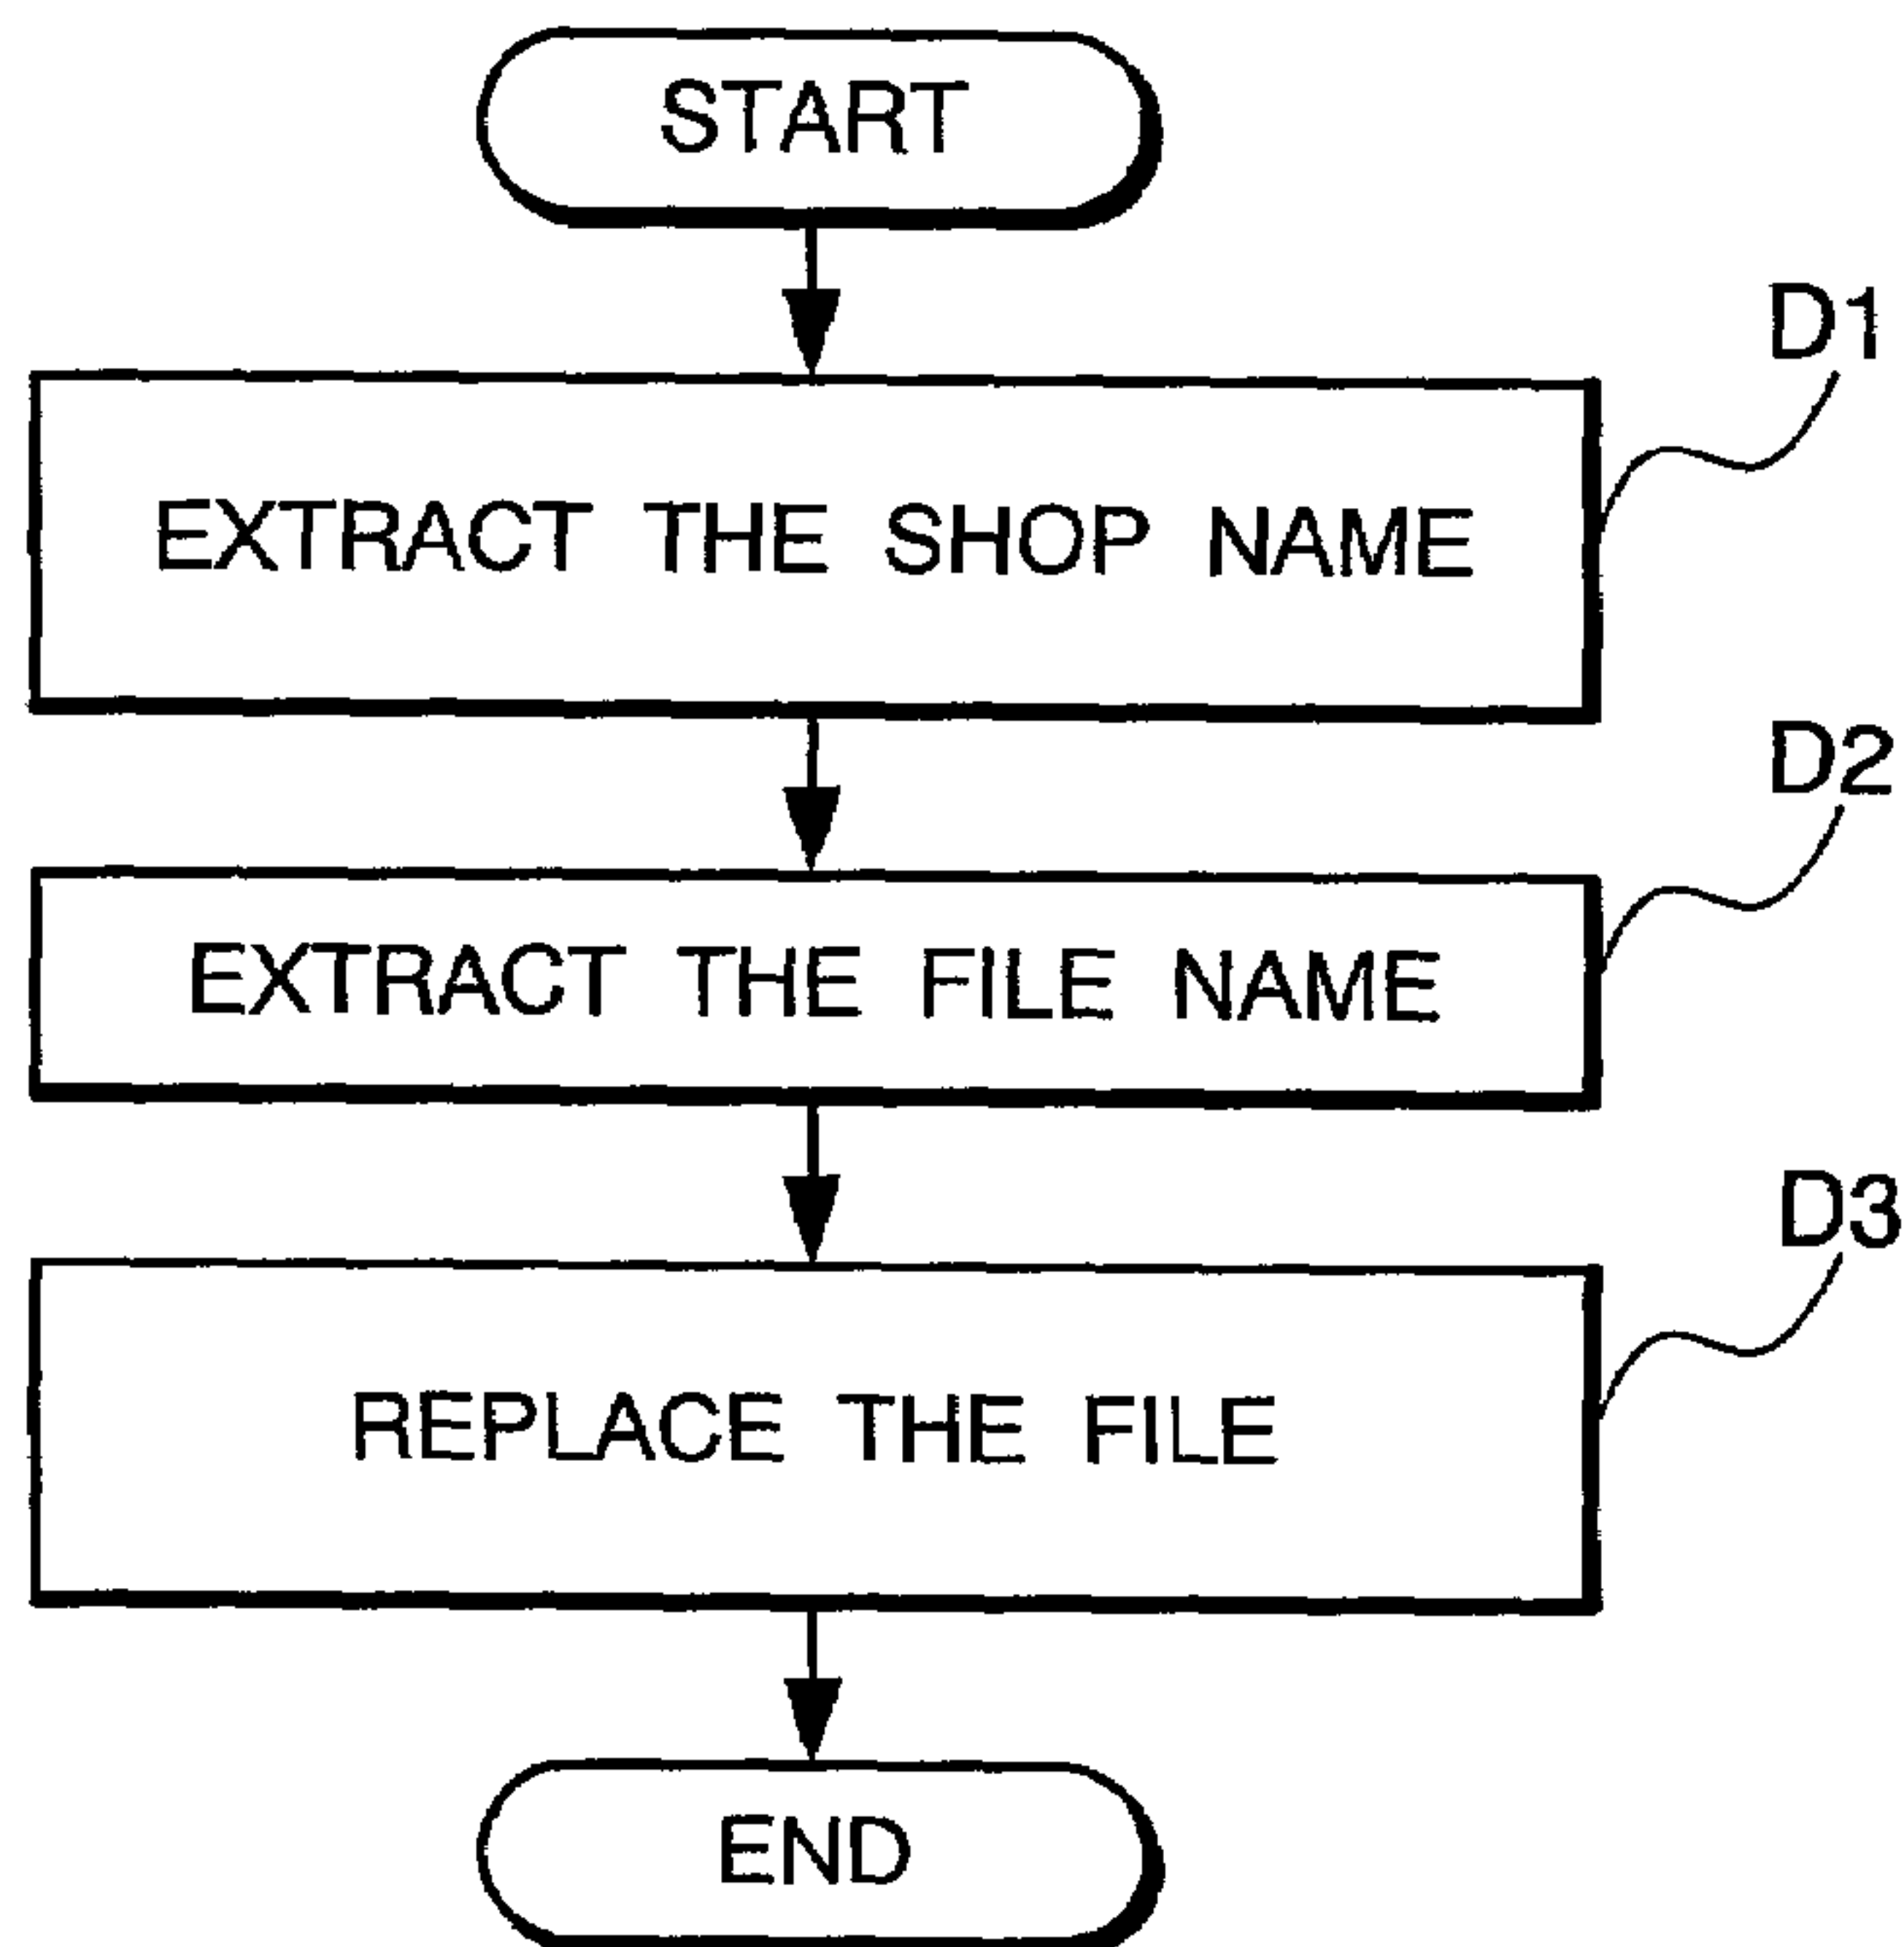 START
D1
EXTRACT THE SHOP NAME
D2
EXTRACT THE FILE NAME
D3
REPLACE THE FILE
END